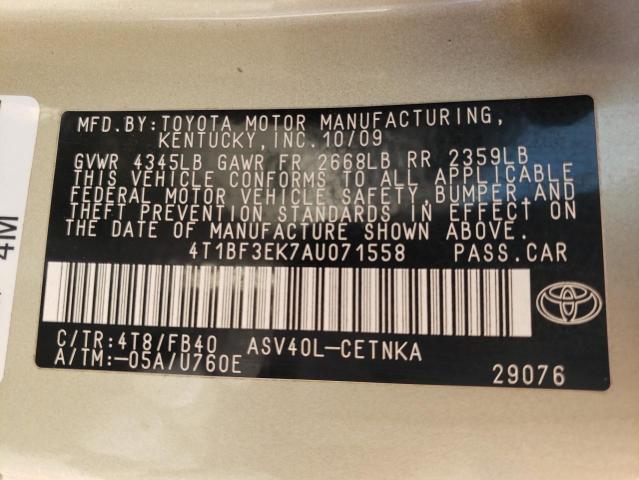 MFD.BY:TOYOTA MOTOR MANUFACTURING,
KENTUCKY,INC.10/09
GVWR 4345LB GAWR FR 2668LB RR 2359LB
THIS VEHICLE CONFORMS TO ALL APPLICABLE
FEDERAL MOTOR VEHICLE SAFETY,BUMPER,AND
THEFT PREVENTION STANDARDS IN EFFECT ON
THE DATE OF MANUFACTURE SHOWN ABOVE.
4T1BF3EK7AU071558 PASS.CAR
C/TR:4T8/FB40 ASV40L-CETNKA
A/TM:-05A/U760E 29076
4M